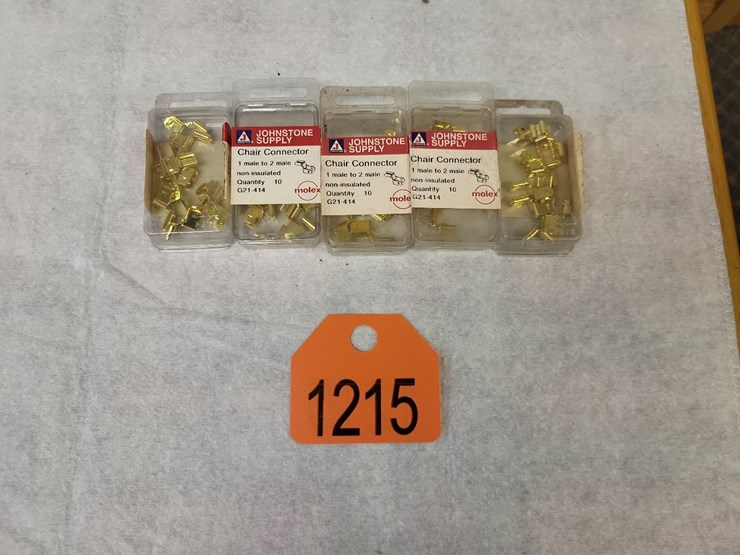 JOHNSTONE
SUPPLY
Chair Connector
1 male to 2 male
non-insulated
Quantity 10
G21-414
molex
JOHNSTONE
SUPPLY
Chair Connector
1 male to 2 male
non-insulated
Quantity 10
G21-414
molex
JOHNSTONE
SUPPLY
Chair Connector
1 male to 2 male
non-insulated
Quantity 10
G21-414
molex
1215